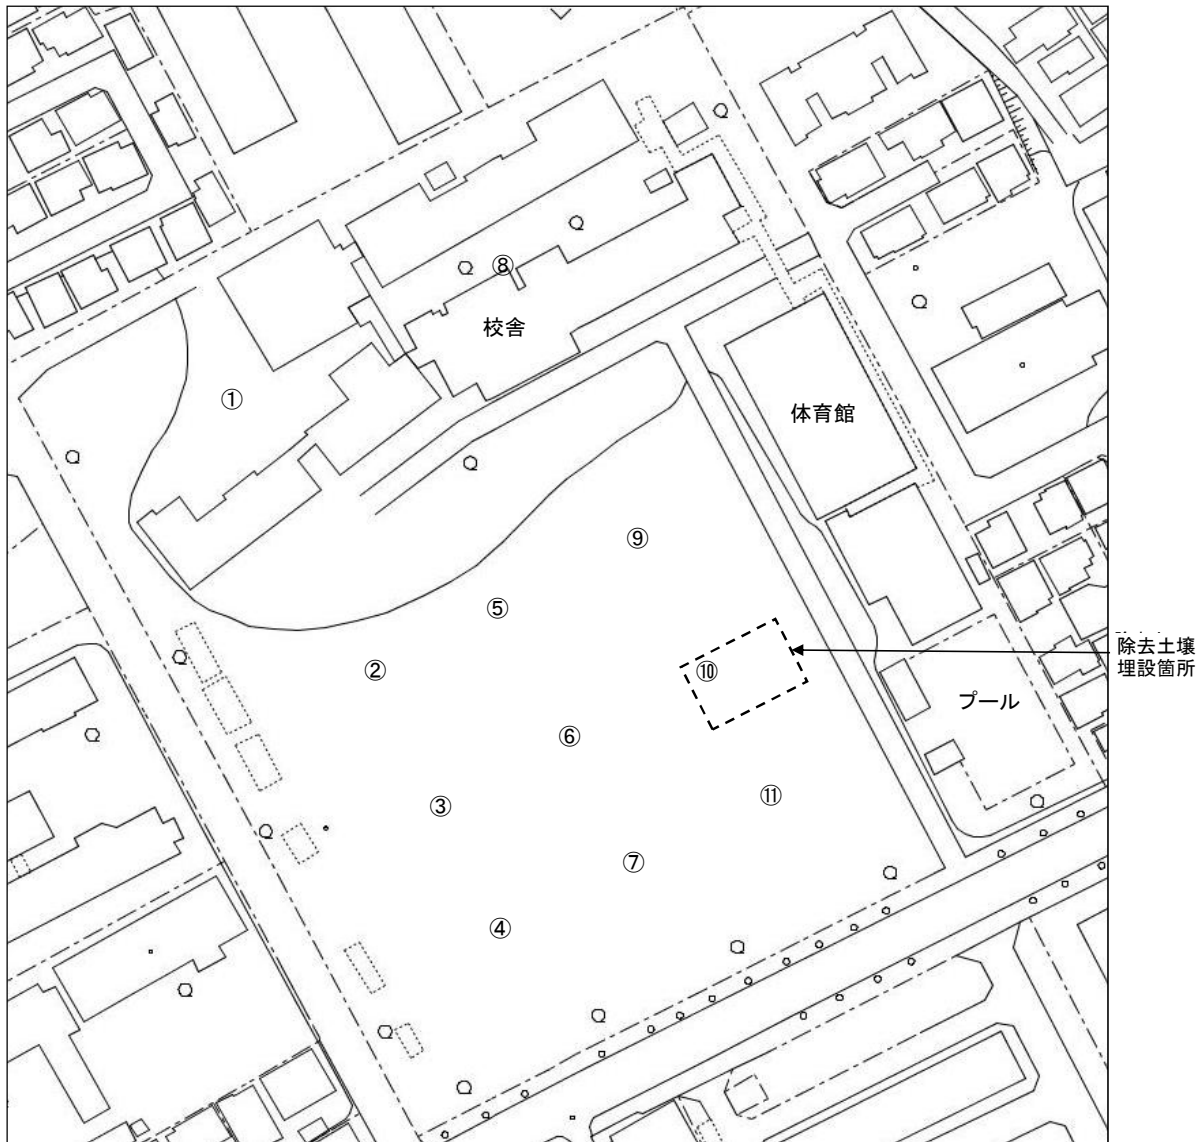 ⑧
校舎
①
体育館
⑨
⑤
除去土壌
埋設箇所
②
⑩
プール
⑥
⑪
③
⑦
④